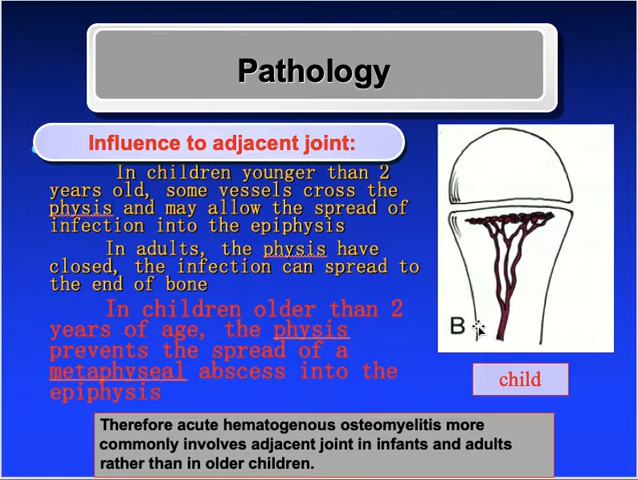 Pathology
Influence to adjacent joint:
In children younger than 2
years old, some vessels cross the
physis and may allow the spread of
infection into the epiphysis
In adults, the physis have
closed, the infection can spread to
the end of bone
In children older than 2
years of age, the physis
prevents the spread of a
metaphyseal abscess into the
epiphysis
B
child
Therefore acute hematogenous osteomyelitis more
commonly involves adjacent joint in infants and adults
rather than in older children.